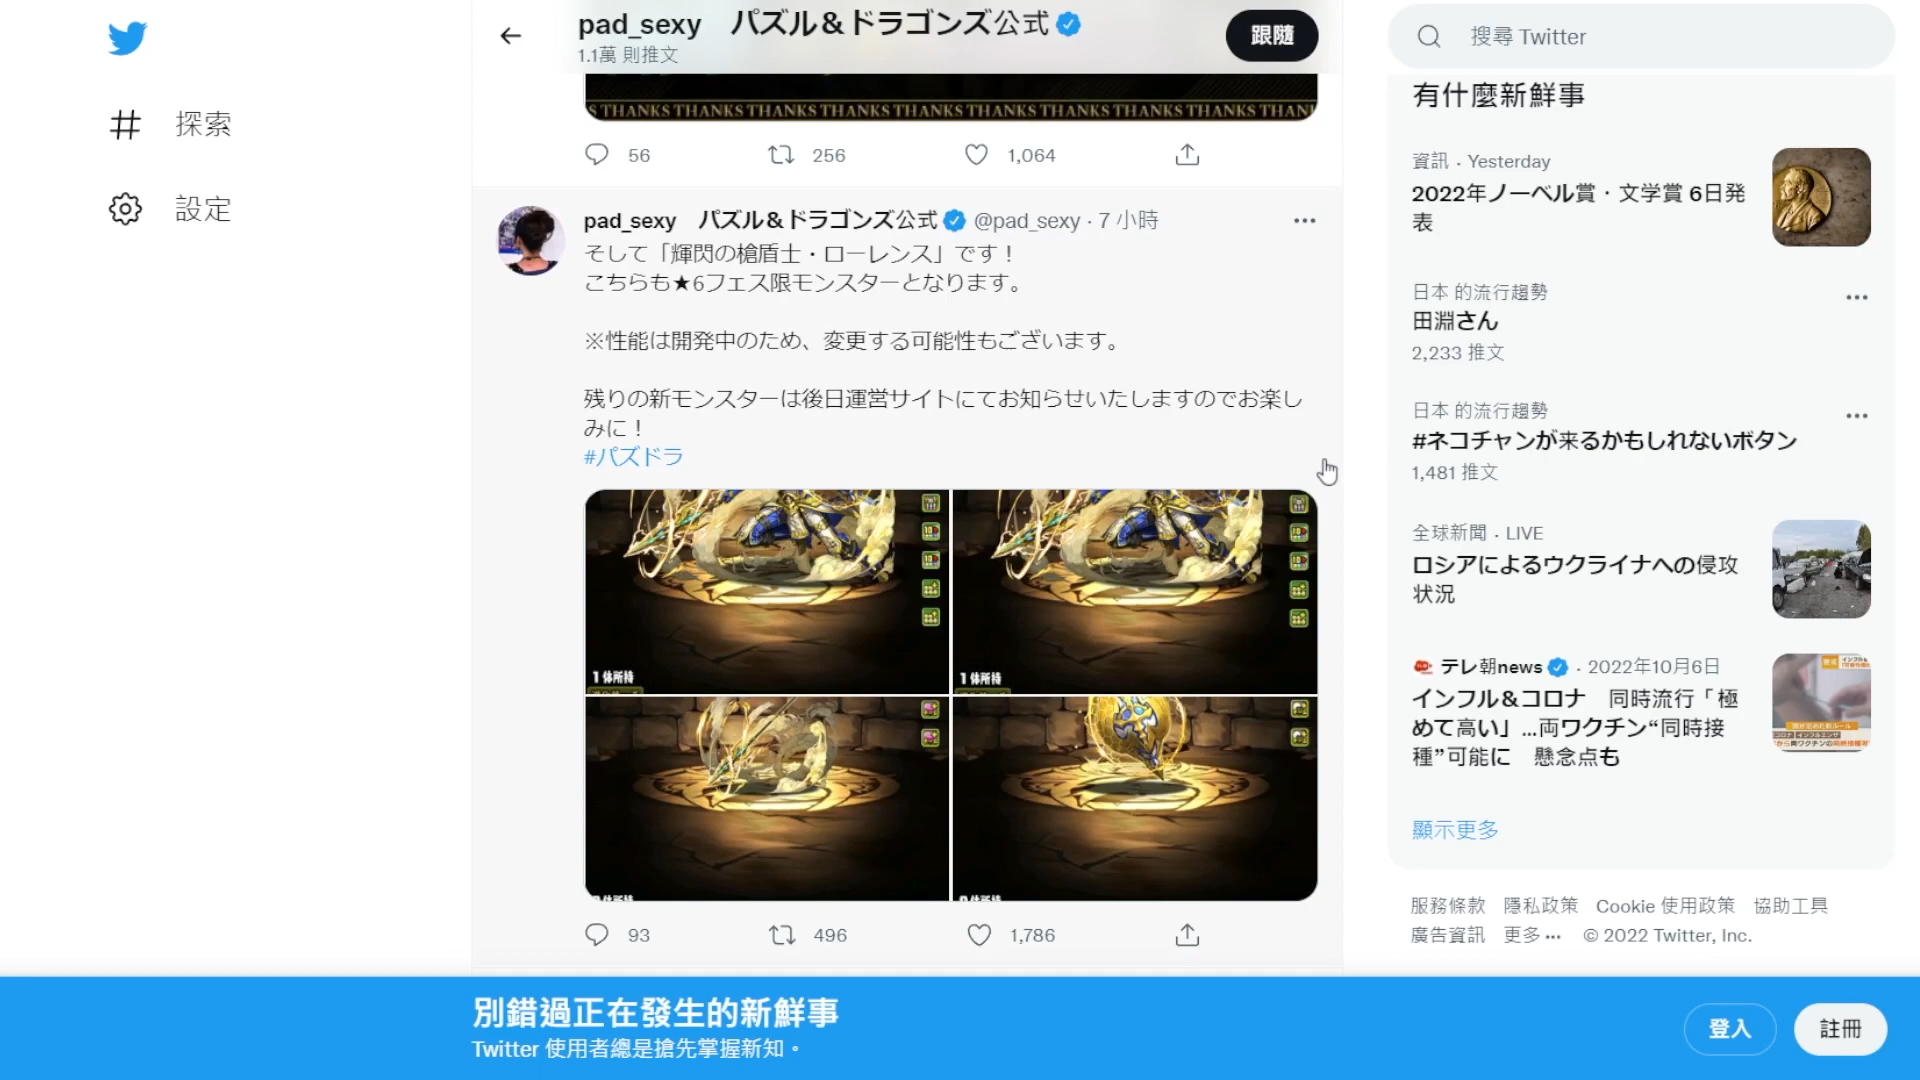 探索
設定
pad_sexy　パズル＆ドラゴンズ公式
1.1萬 則推文
跟隨
S THANKS THANKS THANKS THANKS THANKS THANKS THANKS THANKS THANKS THAN
56
256
1,064
pad_sexy　パズル＆ドラゴンズ公式 @pad_sexy · 7 小時
そして「輝閃の槍盾士・ローレンス」です！
こちらも★6フェス限モンスターとなります。
※性能は開発中のため、変更する可能性もございます。
残りの新モンスターは後日運営サイトにてお知らせいたしますのでお楽し
みに！
#パズドラ
1体所持
1体所持
93
496
1,786
搜尋 Twitter
有什麼新鮮事
資訊 · Yesterday
2022年ノーベル賞・文学賞 6日発
表
日本 的流行趨勢
田淵さん
2,233 推文
日本 的流行趨勢
#ネコチャンが来るかもしれないボタン
1,481 推文
全球新聞 · LIVE
ロシアによるウクライナへの侵攻
状況
テレ朝news · 2022年10月6日
インフル＆コロナ　同時流行「極
めて高い」…両ワクチン“同時接
種”可能に　懸念点も
顯示更多
服務條款 隱私政策 Cookie 使用政策 協助工具
廣告資訊 更多 ··· © 2022 Twitter, Inc.
別錯過正在發生的新鮮事
Twitter 使用者總是搶先掌握新知。
登入
註冊